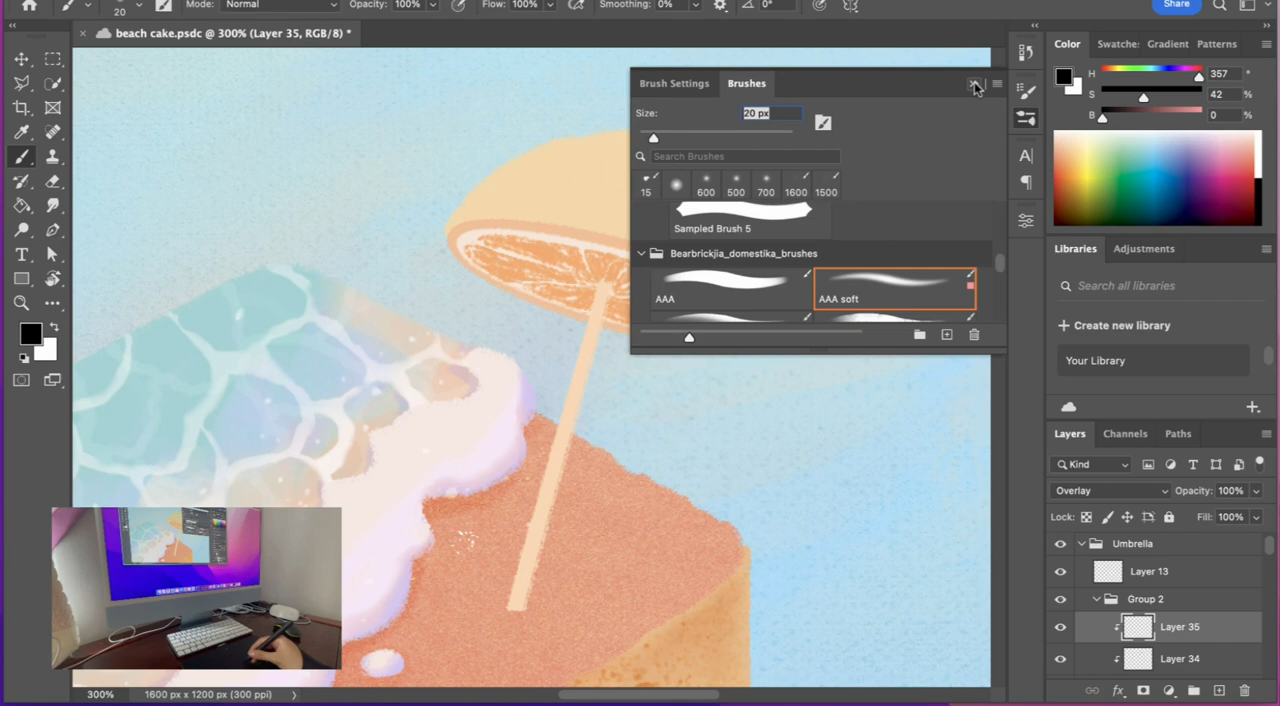 20
Mode:
Normal
Opacity: 100%
Flow: 100%
Smoothing: 0%
0°
Share
beach cake.psdc @ 300% (Layer 35, RGB/8) *
Brush Settings
Brushes
Size:
20 px
Search Brushes
15
600
500
700
1600
1500
Sampled Brush 5
Bearbrickjia_domestika_brushes
AAA
AAA soft
Color
Swatche
Gradient
Patterns
H
357
°
S
42
%
B
0
%
Libraries
Adjustments
Search all libraries
Create new library
Your Library
Layers
Channels
Paths
Kind
Overlay
Opacity: 100%
Lock:
Fill: 100%
Umbrella
Layer 13
Group 2
Layer 35
Layer 34
fx
300%
1600 px x 1200 px (300 ppi)